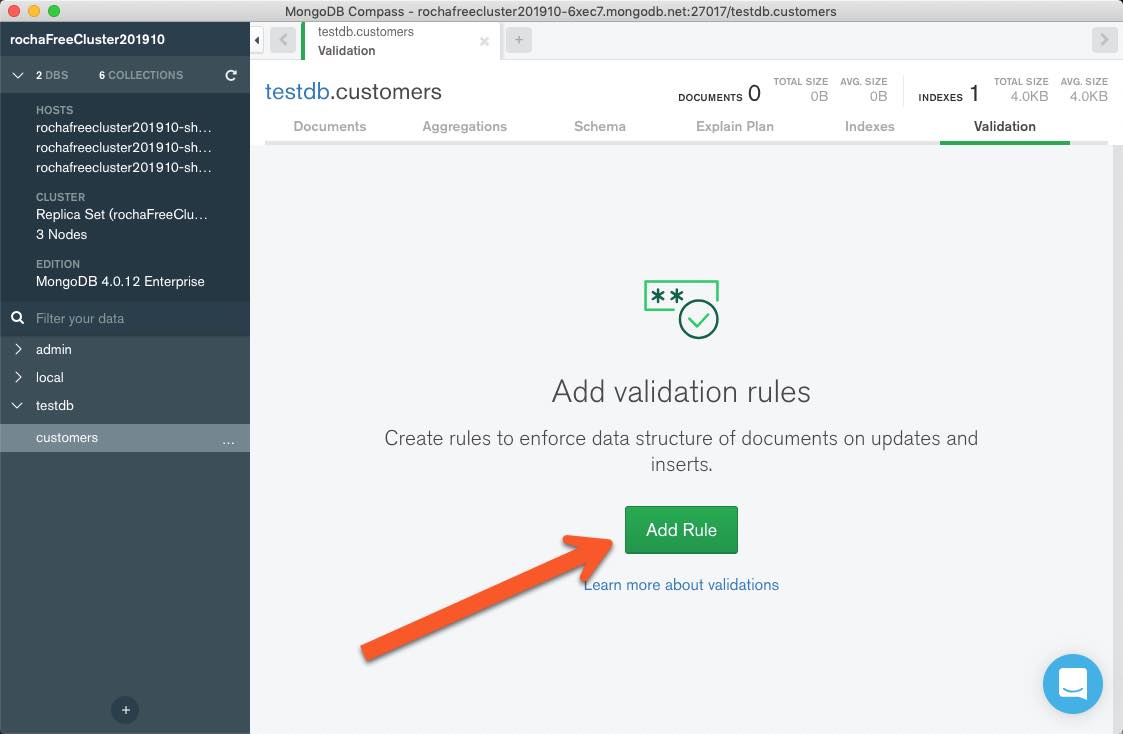 MongoDB Compass - rochafreecluster201910-6xec7.mongodb.net:27017/testdb.customers
rochaFreeCluster201910
2 DBS 6 COLLECTIONS
HOSTS
rochafreecluster201910-sh...
rochafreecluster201910-sh...
rochafreecluster201910-sh...
CLUSTER
Replica Set (rochaFreeClu...
3 Nodes
EDITION
MongoDB 4.0.12 Enterprise
Filter your data
admin
local
testdb
customers ...
testdb.customers
Validation
testdb.customers
DOCUMENTS 0
TOTAL SIZE
0B
AVG. SIZE
0B
INDEXES 1
TOTAL SIZE
4.0KB
AVG. SIZE
4.0KB
Documents Aggregations Schema Explain Plan Indexes Validation
Add validation rules
Create rules to enforce data structure of documents on updates and
inserts.
Add Rule
Learn more about validations